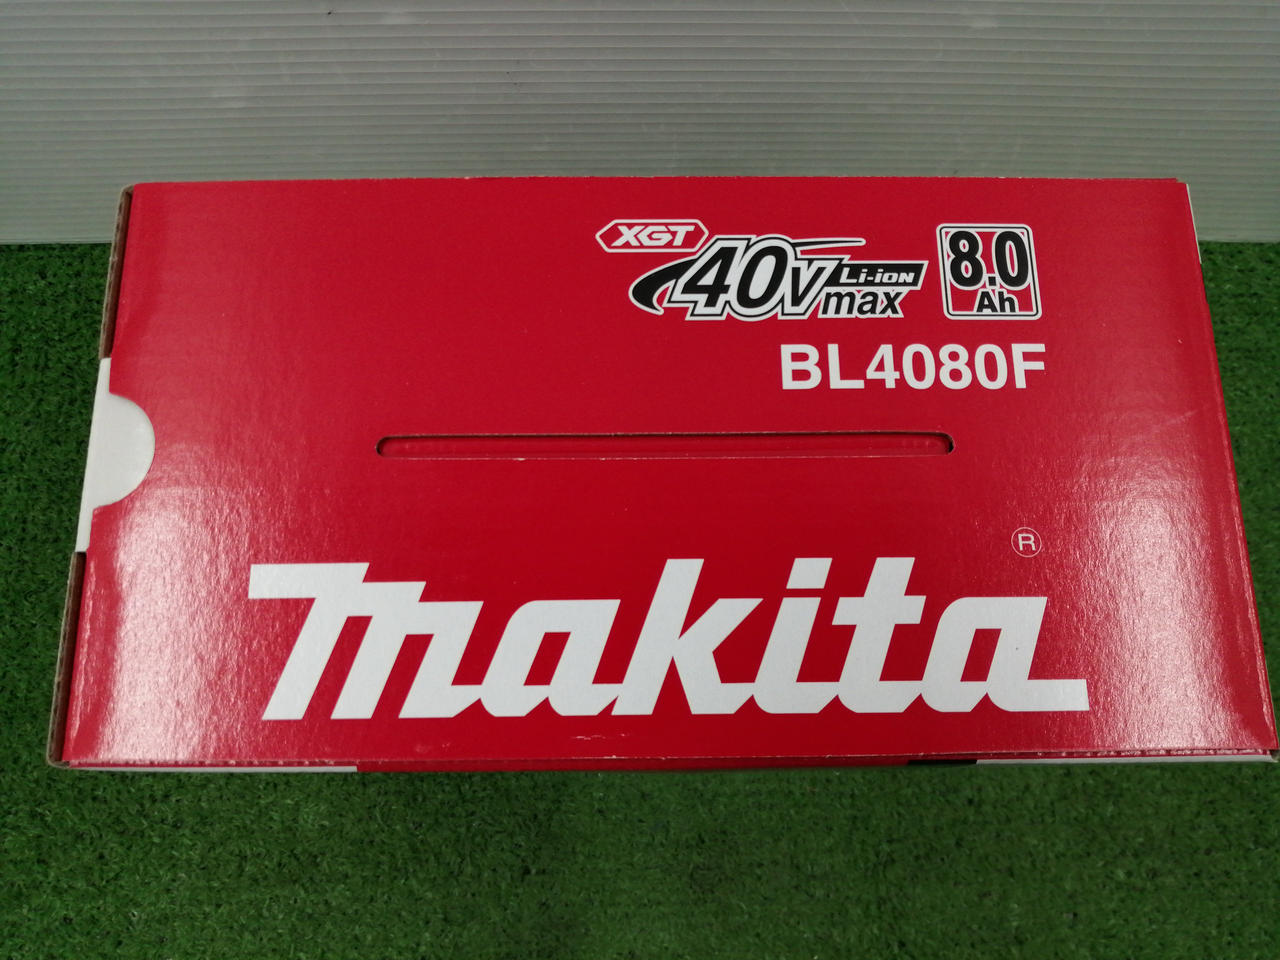 XGT
40v Li-ion
max
8.0
Ah
BL4080F
makita®